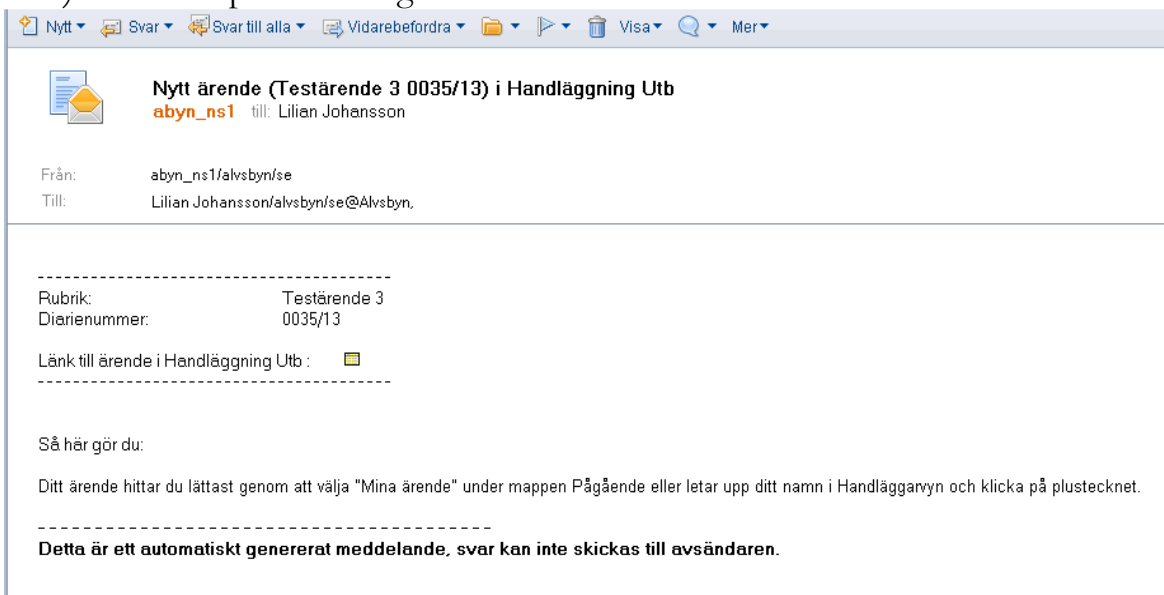 Nytt Svar Svar till alla Vidarebefordra Visa Mer
Nytt ärende (Testärende 3 0035/13) i Handläggning Utb
abyn_ns1 till: Lilian Johansson
Från: abyn_ns1/alvsbyn/se
Till: Lilian Johansson/alvsbyn/se@Alvsbyn,
----------------------------------------
Rubrik: Testärende 3
Diarienummer: 0035/13
Länk till ärende i Handläggning Utb :
----------------------------------------
Så här gör du:
Ditt ärende hittar du lättast genom att välja "Mina ärende" under mappen Pågående eller letar upp ditt namn i Handläggarvyn och klicka på plustecknet.
_ _ _ _ _ _ _ _ _ _ _ _ _ _ _ _ _ _ _ _ _ _ _ _ _ _ _ _ _ _ _ _ _ _ _ _ _ _ _
Detta är ett automatiskt genererat meddelande, svar kan inte skickas till avsändaren.